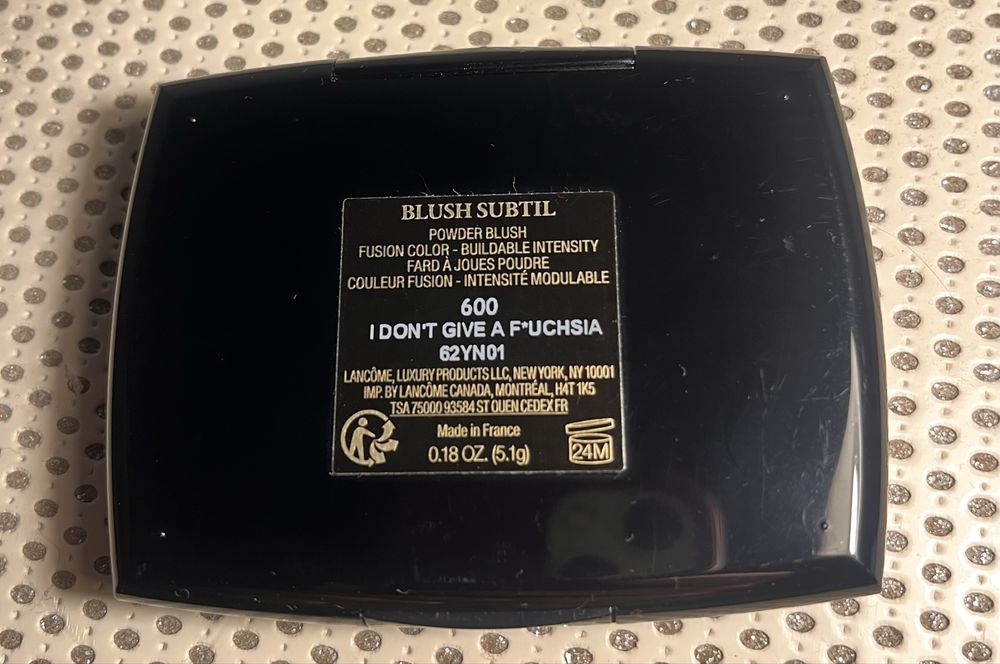 BLUSH SUBTIL
POWDER BLUSH
FUSION COLOR - BUILDABLE INTENSITY
FARD À JOUES POUDRE
COULEUR FUSION - INTENSITÉ MODULABLE
600
I DON'T GIVE A F*UCHSIA
62YN01
LANCÔME, LUXURY PRODUCTS LLC, NEW YORK, NY 10001
IMP. BY LANCÔME CANADA, MONTRÉAL, H4T 1K5
TSA 75000 93584 ST OUEN CEDEX FR
Made in France
0.18 OZ. (5.1g)
24M